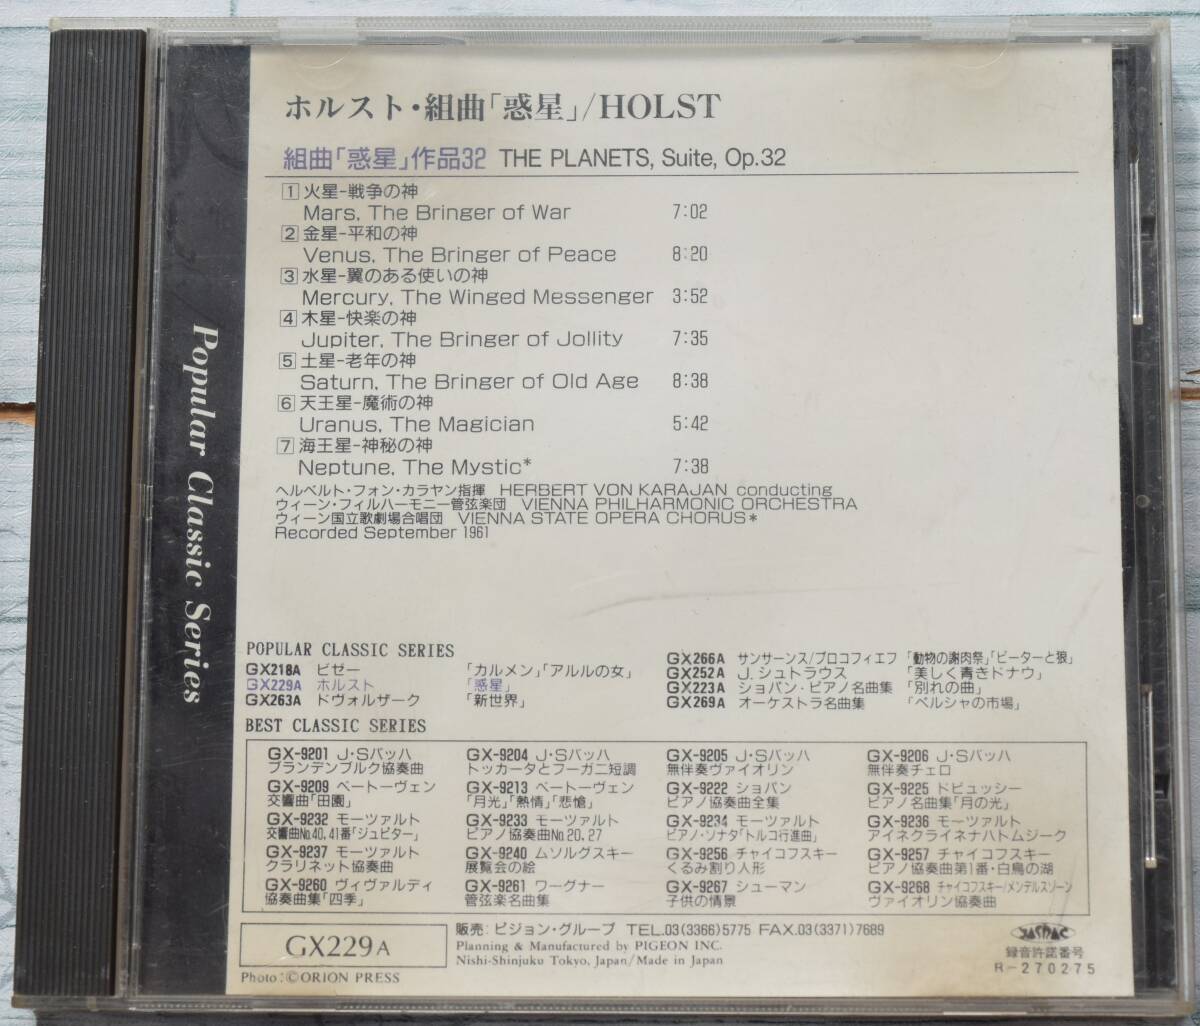 ホルスト・組曲「惑星」/HOLST
組曲「惑星」作品32 THE PLANETS, Suite, Op.32
1 火星-戦争の神
Mars, The Bringer of War 7:02
2 金星-平和の神
Venus, The Bringer of Peace 8:20
3 水星-翼のある使いの神
Mercury, The Winged Messenger 3:52
4 木星-快楽の神
Jupiter, The Bringer of Jollity 7:35
5 土星-老年の神
Saturn, The Bringer of Old Age 8:38
6 天王星-魔術の神
Uranus, The Magician 5:42
7 海王星-神秘の神
Neptune, The Mystic* 7:38
ヘルベルト・フォン・カラヤン指揮 HERBERT VON KARAJAN conducting
ウィーン・フィルハーモニー管弦楽団 VIENNA PHILHARMONIC ORCHESTRA
ウィーン国立歌劇場合唱団 VIENNA STATE OPERA CHORUS*
Recorded September 1961
Popular Classic Series
POPULAR CLASSIC SERIES
GX218A ビゼー 「カルメン」「アルルの女」
GX229A ホルスト 「惑星」
GX263A ドヴォルザーク 「新世界」
GX266A サンサーンス/プロコフィエフ 「動物の謝肉祭」「ピーターと狼」
GX252A J.シュトラウス 「美しく青きドナウ」
GX223A ショパン・ピアノ名曲集 「別れの曲」
GX269A オーケストラ名曲集 「ペルシャの市場」
BEST CLASSIC SERIES
GX-9201 J・Sバッハ GX-9204 J・Sバッハ GX-9205 J・Sバッハ GX-9206 J・Sバッハ
ブランデンブルク協奏曲 トッカータとフーガニ短調 無伴奏ヴァイオリン 無伴奏チェロ
GX-9209 ベートーヴェン GX-9213 ベートーヴェン GX-9222 ショパン GX-9225 ドビュッシー
交響曲「田園」 「月光」「熱情」「悲愴」 ピアノ協奏曲全集 ピアノ名曲集「月の光」
GX-9232 モーツァルト GX-9233 モーツァルト GX-9234 モーツァルト GX-9236 モーツァルト
交響曲No.40,41番「ジュピター」 ピアノ協奏曲No.20,27 ピアノ・ソナタ「トルコ行進曲」 アイネクライネナハトムジーク
GX-9237 モーツァルト GX-9240 ムソルグスキー GX-9256 チャイコフスキー GX-9257 チャイコフスキー
クラリネット協奏曲 展覧会の絵 くるみ割り人形 ピアノ協奏曲第1番・白鳥の湖
GX-9260 ヴィヴァルディ GX-9261 ワーグナー GX-9267 シューマン GX-9268 チャイコフスキー/メンデルスゾーン
協奏曲集「四季」 管弦楽名曲集 子供の情景 ヴァイオリン協奏曲
GX229A
販売: ピジョン・グループ TEL.03(3366)5775 FAX.03(3371)7689
Planning & Manufactured by PIGEON INC.
Nishi-Shinjuku Tokyo, Japan/Made in Japan
Photo:©ORION PRESS
JASRAC
録音許諾番号
R-270275